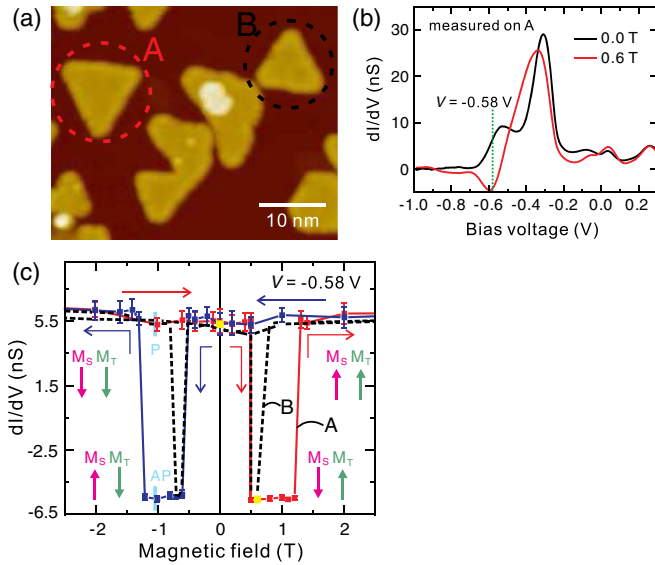 (a)
A
B
10 nm
(b)
measured on A
0.0 T
0.6 T
V = -0.58 V
dI/dV (nS)
30
20
10
0
-1.0 -0.8 -0.6 -0.4 -0.2 0.0 0.2
Bias voltage (V)
(c)
V = -0.58 V
dI/dV (nS)
5.5
1.5
-2.5
-6.5
P
AP
MS MT
MS MT
MS MT
MS MT
B
A
-2 -1 0 1 2
Magnetic field (T)